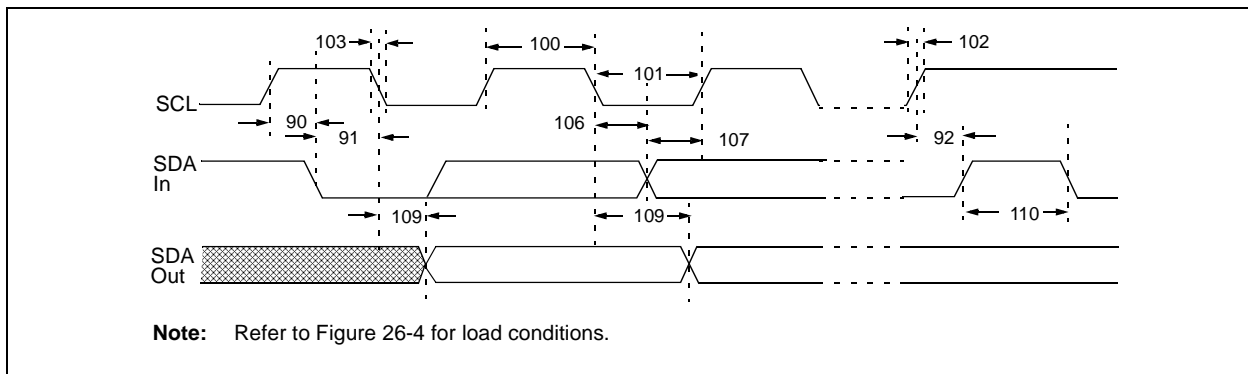 103
100
102
101
SCL
90
91
106
107
92
SDA
In
109
109
110
SDA
Out
Note: Refer to Figure 26-4 for load conditions.